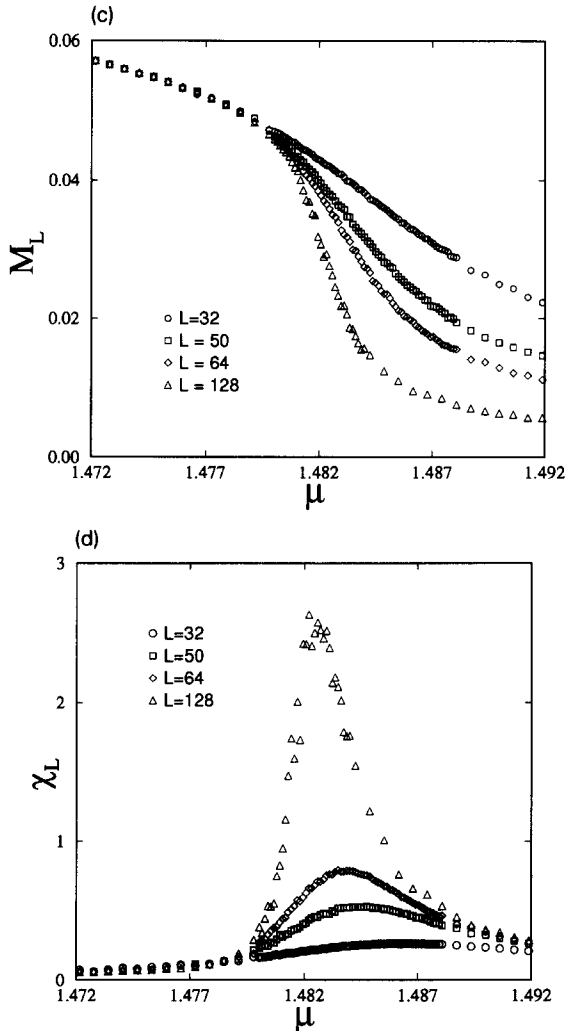 (c)
0.06
0.04
M_L
0.02
○ L=32
□ L = 50
◇ L = 64
△ L = 128
0.00
1.472 1.477 1.482 1.487 1.492
μ
(d)
3
○ L=32
□ L=50
◇ L=64
△ L=128
2
χ_L
1
0
1.472 1.477 1.482 1.487 1.492
μ